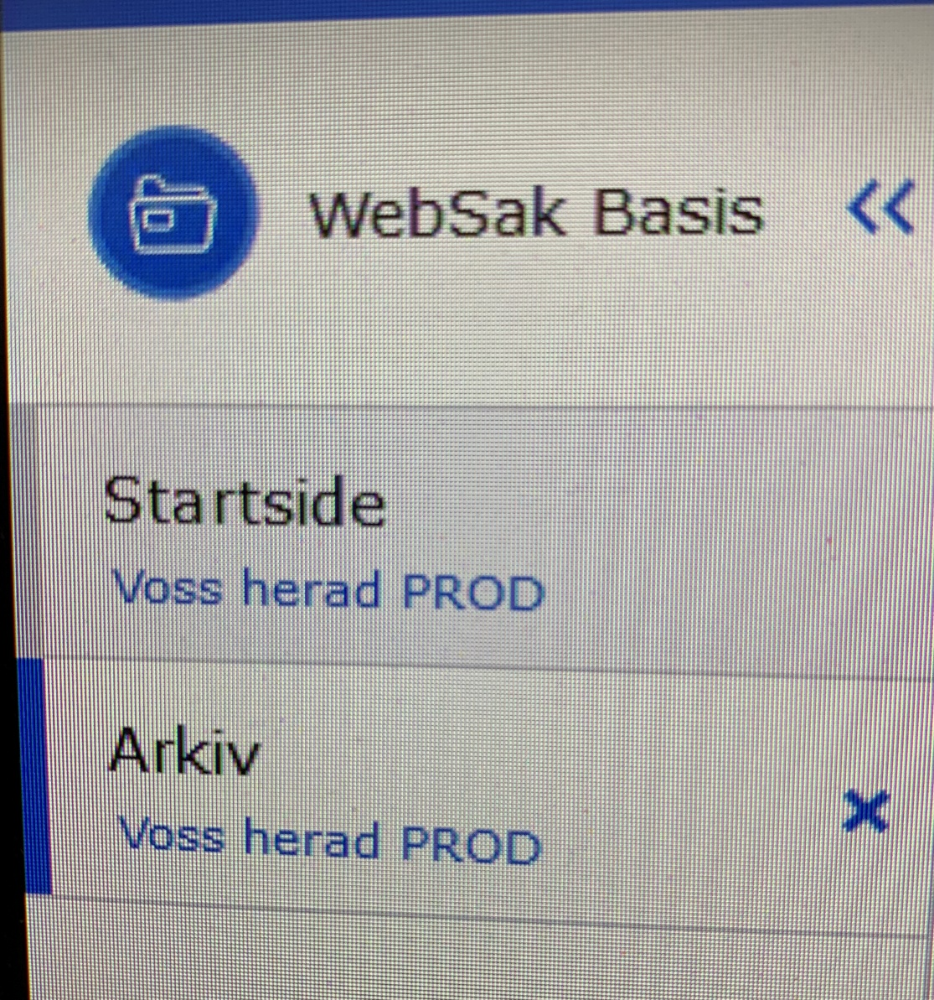 WebSak Basis
Startside
Voss herad PROD
Arkiv
Voss herad PROD